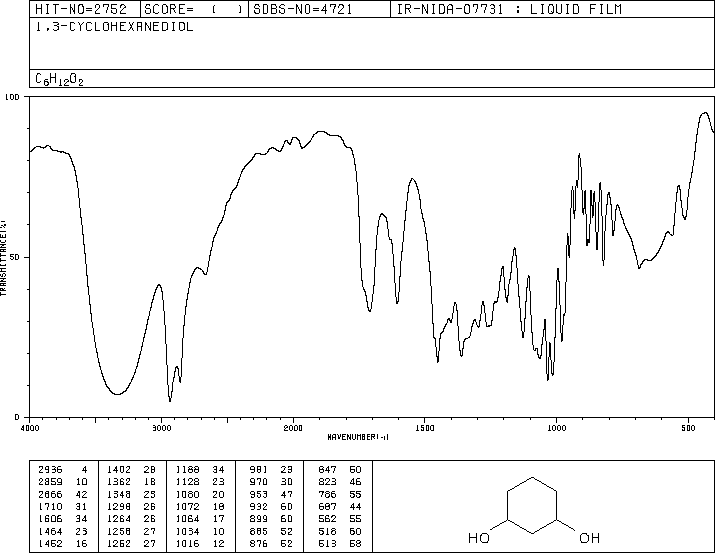 HIT-NO=2752 SCORE= ( ) SDBS-NO=4721 IR-NIDA-07731 : LIQUID FILM
1,3-CYCLOHEXANEDIOL
C6H12O2
100
50
0
TRANSMITTANCE(%)
4000 3000 2000 1500 1000 500
WAVENUMBER(-1)
2936 4 1402 28 1188 34 981 23 847 50
2859 10 1362 18 1128 23 970 30 823 46
2666 42 1348 23 1080 20 953 47 786 55
1710 31 1298 26 1072 18 932 60 687 44
1606 34 1264 26 1064 17 899 60 562 55
1464 23 1258 27 1034 10 885 52 518 60
1452 16 1252 27 1016 12 876 52 513 58
HO OH